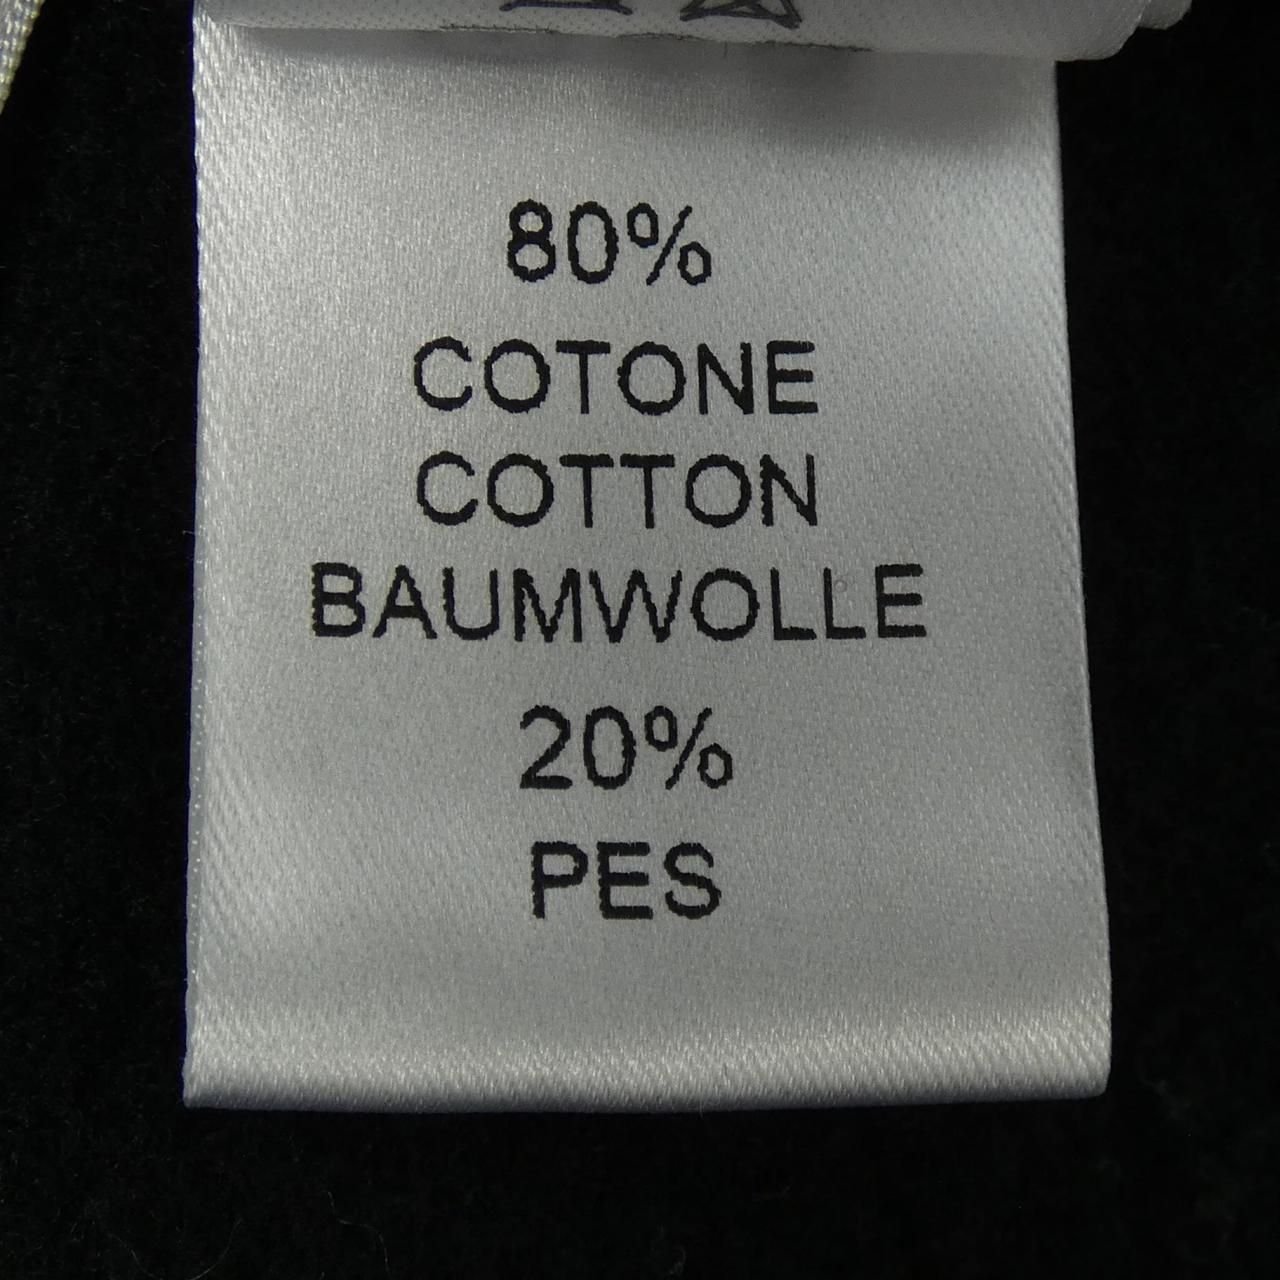 80%
COTONE
COTTON
BAUMWOLLE
20%
PES